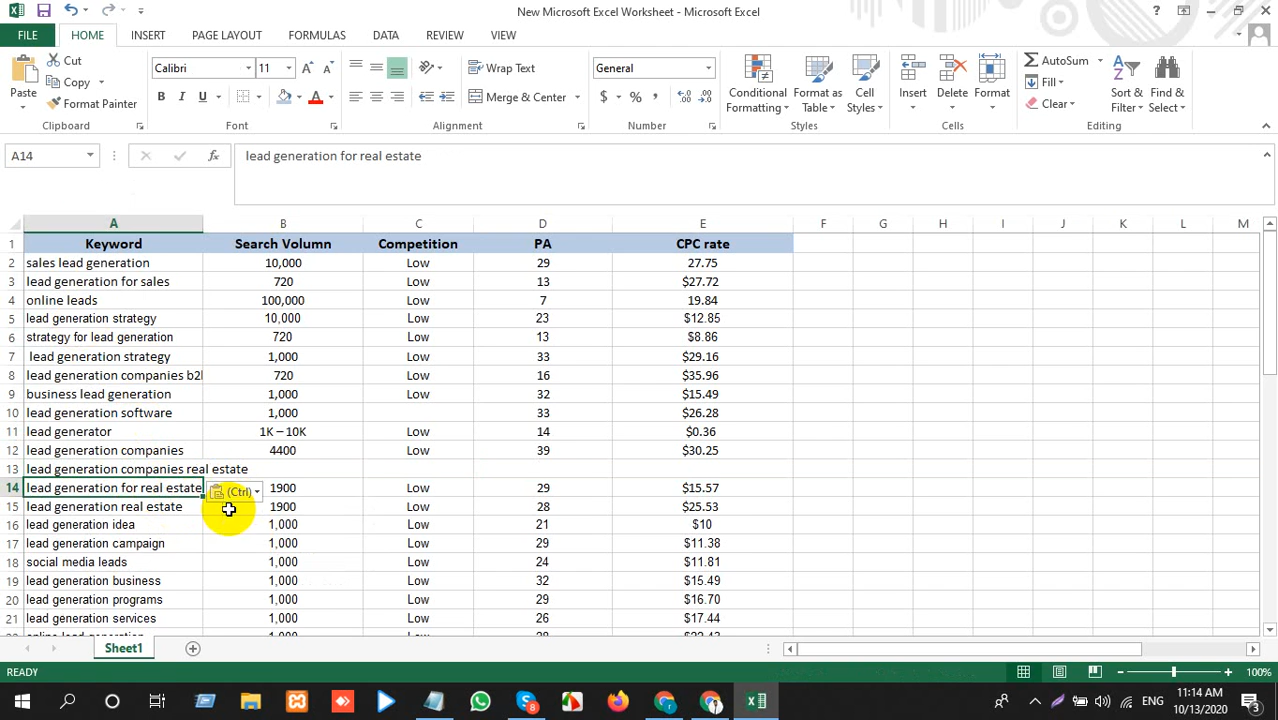 New Microsoft Excel Worksheet - Microsoft Excel
FILE HOME INSERT PAGE LAYOUT FORMULAS DATA REVIEW VIEW
Paste
Cut
Copy
Format Painter
Calibri 11
B I U A
Wrap Text
Merge & Center
General
$ % ,
Conditional Formatting
Format as Table
Cell Styles
Insert
Delete
Format
AutoSum
Fill
Clear
Sort & Filter
Find & Select
Clipboard Font Alignment Number Styles Cells Editing
A14 fx lead generation for real estate
A B C D E F G H I J K L M
1 Keyword Search Volumn Competition PA CPC rate
2 sales lead generation 10,000 Low 29 27.75
3 lead generation for sales 720 Low 13 $27.72
4 online leads 100,000 Low 7 19.84
5 lead generation strategy 10,000 Low 23 $12.85
6 strategy for lead generation 720 Low 13 $8.86
7 lead generation strategy 1,000 Low 33 $29.16
8 lead generation companies b2l 720 Low 16 $35.96
9 business lead generation 1,000 Low 32 $15.49
10 lead generation software 1,000 33 $26.28
11 lead generator 1K – 10K Low 14 $0.36
12 lead generation companies 4400 Low 39 $30.25
13 lead generation companies real estate
14 lead generation for real estate (Ctrl) 1900 Low 29 $15.57
15 lead generation real estate 1900 Low 28 $25.53
16 lead generation idea 1,000 Low 21 $10
17 lead generation campaign 1,000 Low 29 $11.38
18 social media leads 1,000 Low 24 $11.81
19 lead generation business 1,000 Low 32 $15.49
20 lead generation programs 1,000 Low 29 $16.70
21 lead generation services 1,000 Low 26 $17.44
Sheet1
READY 100%
ENG
11:14 AM
10/13/2020